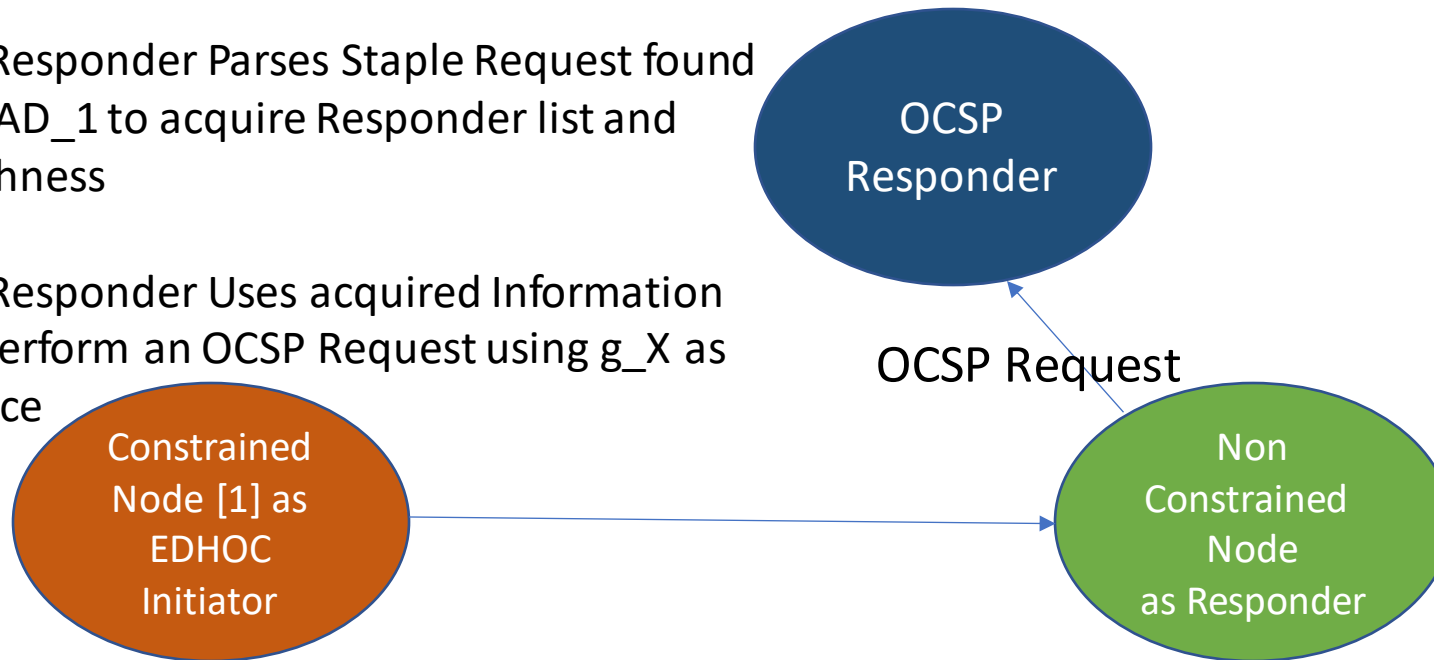 Responder Parses Staple Request found
AD_1 to acquire Responder list and
hness
Responder Uses acquired Information
erform an OCSP Request using g_X as
ce
OCSP
Responder
OCSP Request
Constrained
Node [1] as
EDHOC
Initiator
Non
Constrained
Node
as Responder